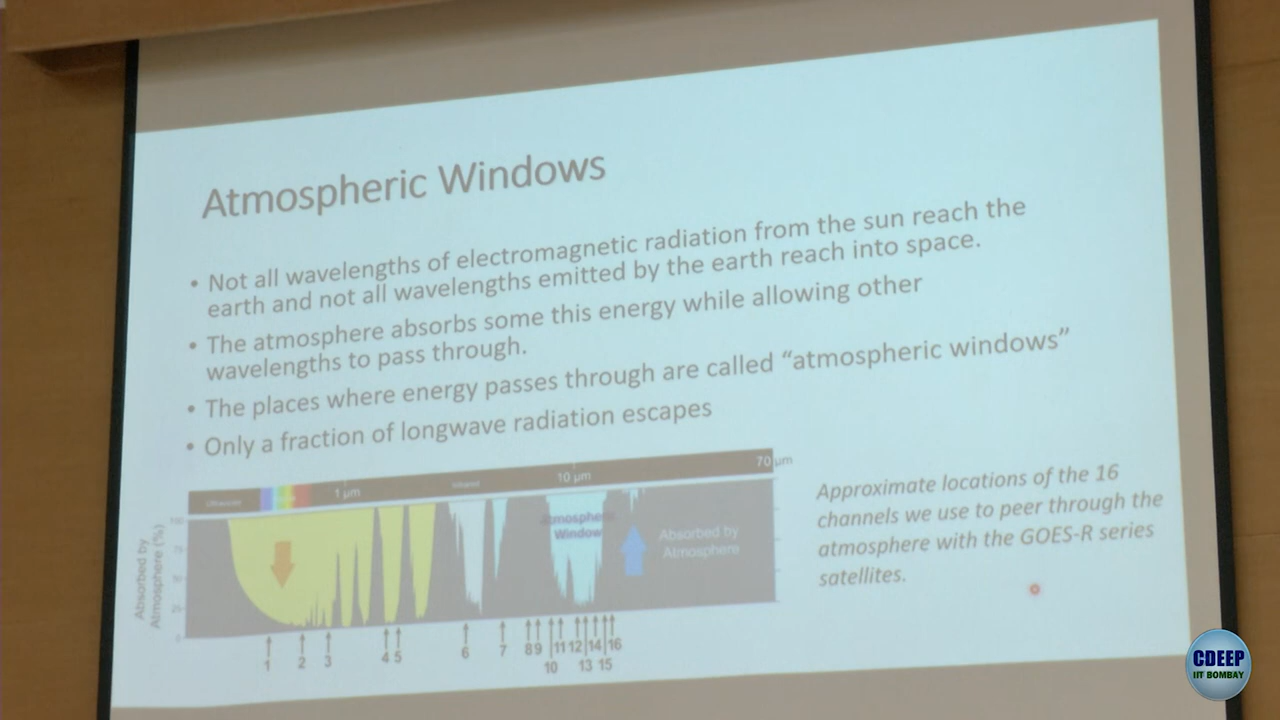 Atmospheric Windows
• Not all wavelengths of electromagnetic radiation from the sun reach the
earth and not all wavelengths emitted by the earth reach into space.
• The atmosphere absorbs some this energy while allowing other
wavelengths to pass through.
• The places where energy passes through are called “atmospheric windows”
• Only a fraction of longwave radiation escapes
Ultraviolet
1 µm
Infrared
10 µm
70 µm
Absorbed by
Atmosphere (%)
100
75
50
25
0
Atmospheric
Window
Absorbed by
Atmosphere
1 2 3 4 5 6 7 8 9 11 12 14 16
10 13 15
Approximate locations of the 16
channels we use to peer through the
atmosphere with the GOES-R series
satellites.
CDEEP
IIT BOMBAY